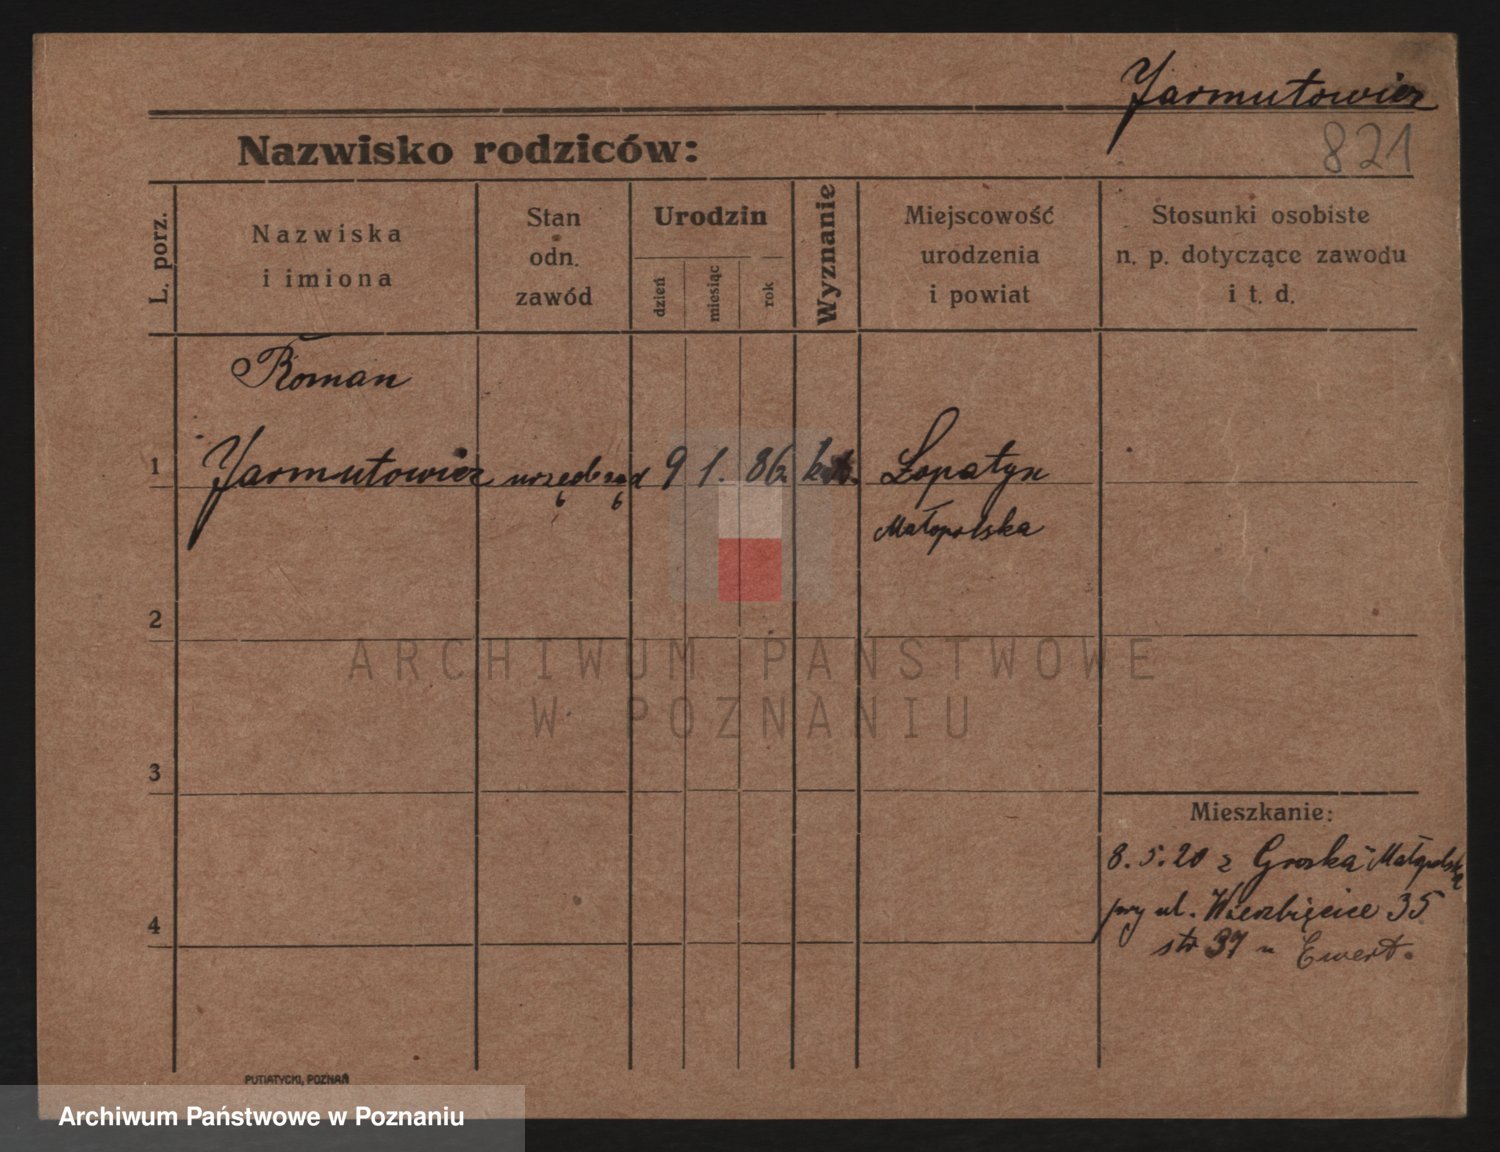 Jarmutowicz
821
Nazwisko rodziców:
L. porz.
Nazwiska
i imiona
Stan
odn.
zawód
Urodzin
dzień
miesiąc
rok
Wyznanie
Miejscowość
urodzenia
i powiat
Stosunki osobiste
n. p. dotyczące zawodu
i t. d.
Roman
1 Jarmutowicz 9 1. 86. kat. Łopatyn
Małopolska
2
ARCHIWUM PAŃSTWOWE
W POZNANIU
3
Mieszkanie:
8. 5. 20 z Małopolska
przy ul. Wierzbięcice 35
37 Ewert.
4
PUTIATYCKI, POZNAŃ
Archiwum Państwowe w Poznaniu